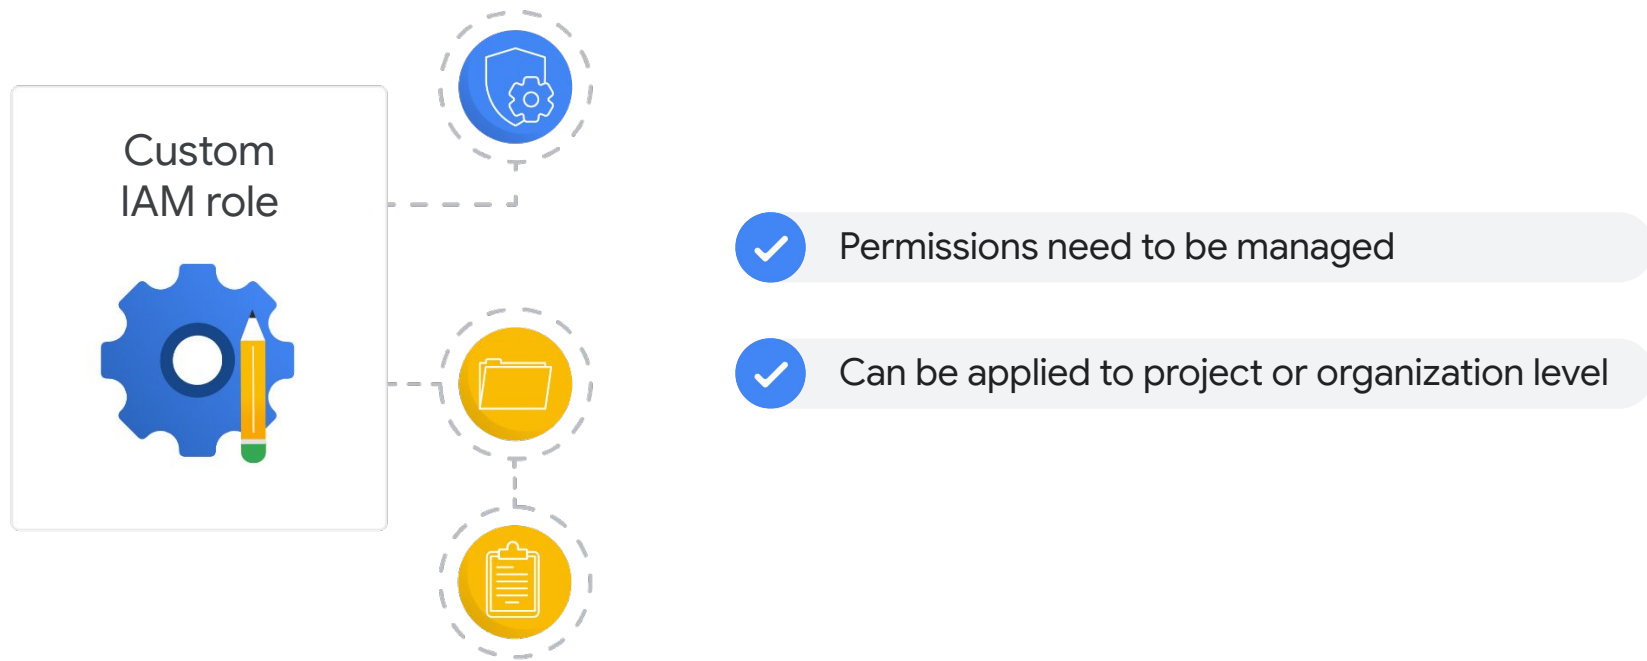 Custom
IAM role
Permissions need to be managed
Can be applied to project or organization level